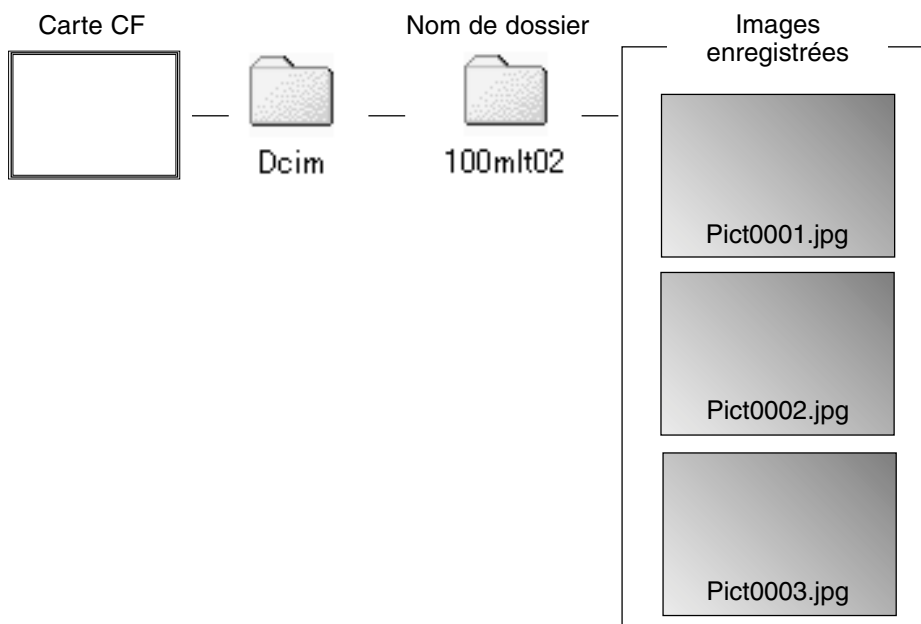 Carte CF
Nom de dossier
Images
enregistrées
Dcim
100mlt02
Pict0001.jpg
Pict0002.jpg
Pict0003.jpg